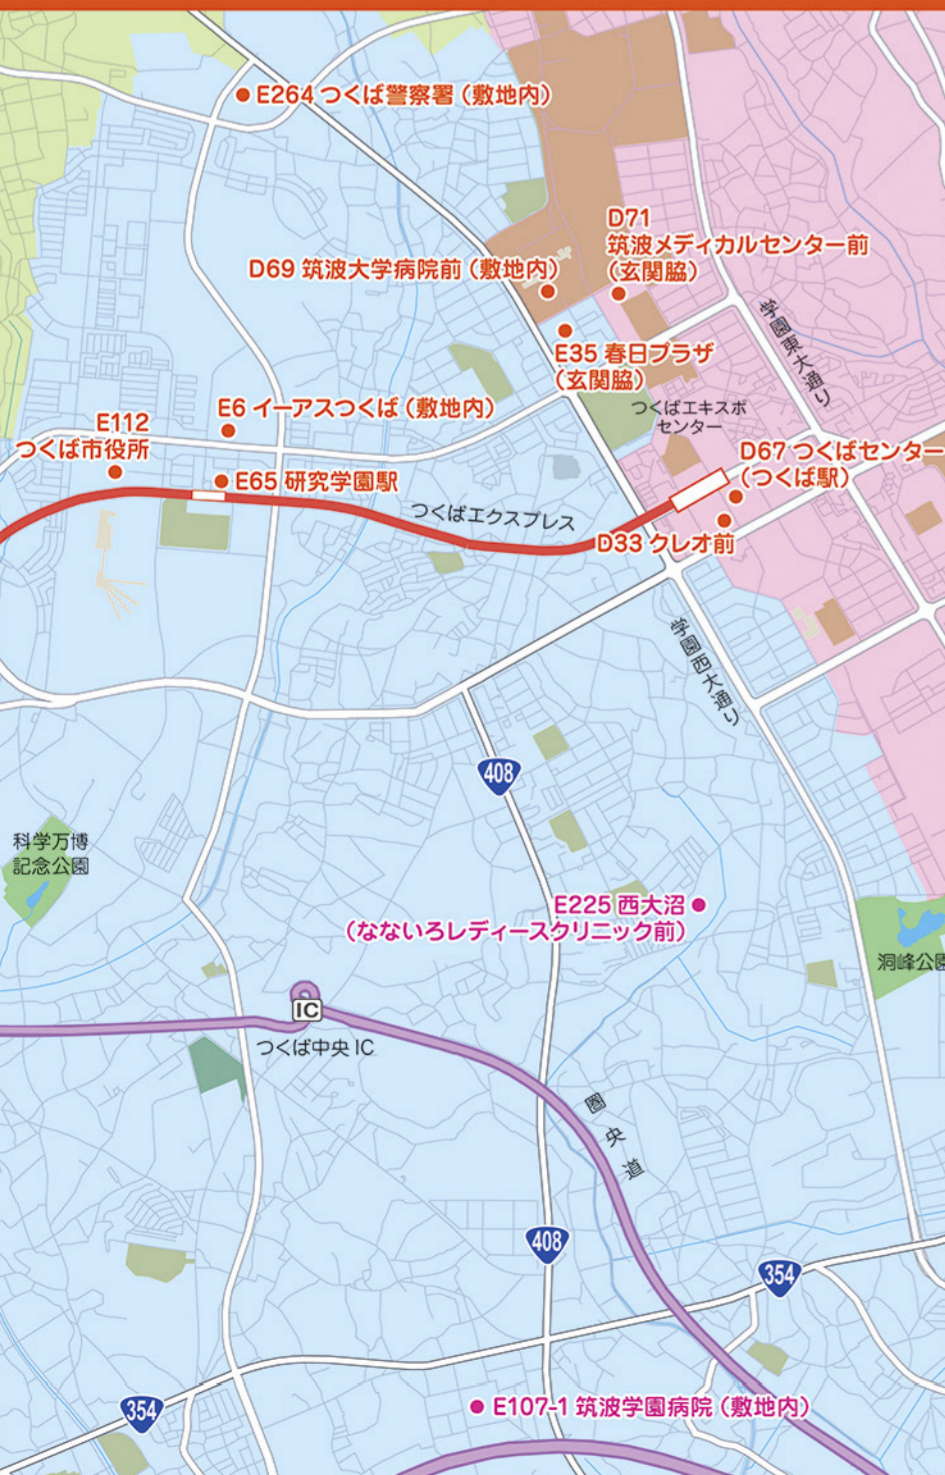 E264 つくば警察署（敷地内）
D71
筑波メディカルセンター前
（玄関脇）
D69 筑波大学病院前（敷地内）
学園東大通り
E35 春日プラザ
（玄関脇）
つくばエキスポ
センター
E6 イーアスつくば（敷地内）
E112
つくば市役所
D67 つくばセンター
（つくば駅）
E65 研究学園駅
つくばエクスプレス
D33 クレオ前
学園西大通り
408
科学万博
記念公園
E225 西大沼
（なないろレディースクリニック前）
洞峰公園
IC
つくば中央 IC
圏央道
408
354
354
E107-1 筑波学園病院（敷地内）